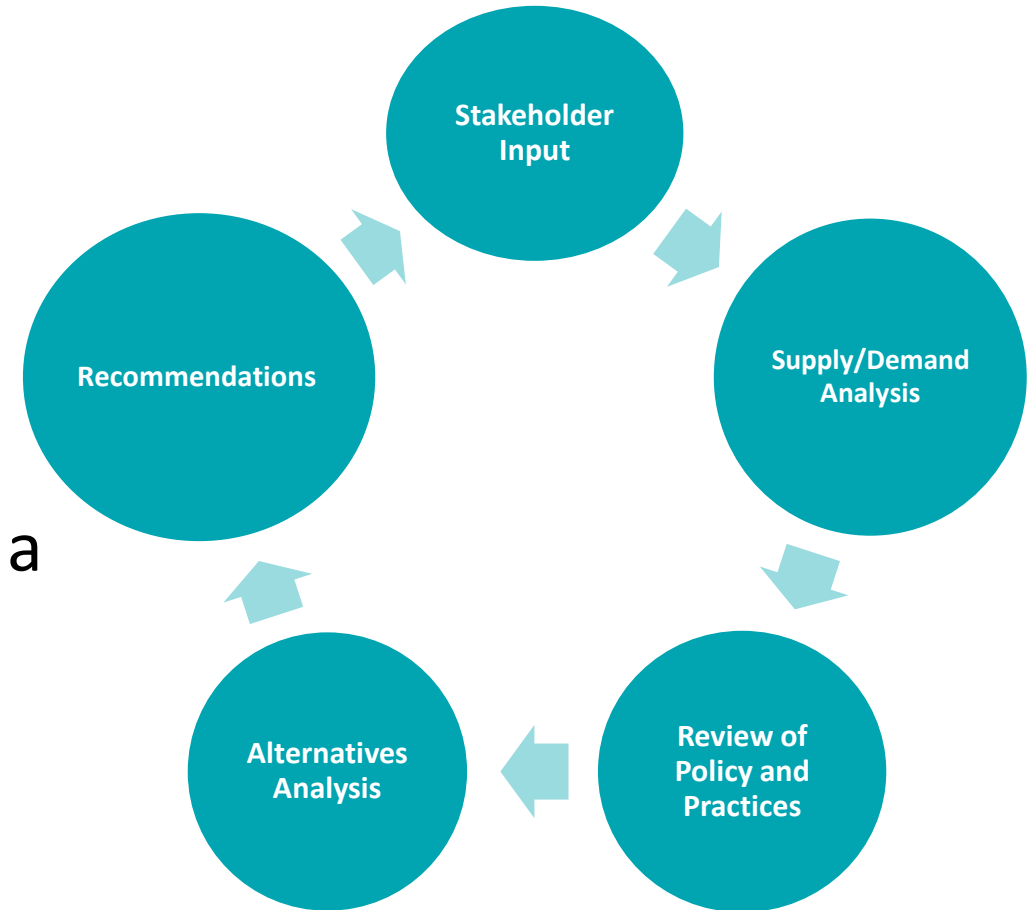 Stakeholder
Input
Supply/Demand
Analysis
Review of
Policy and
Practices
Alternatives
Analysis
Recommendations
a